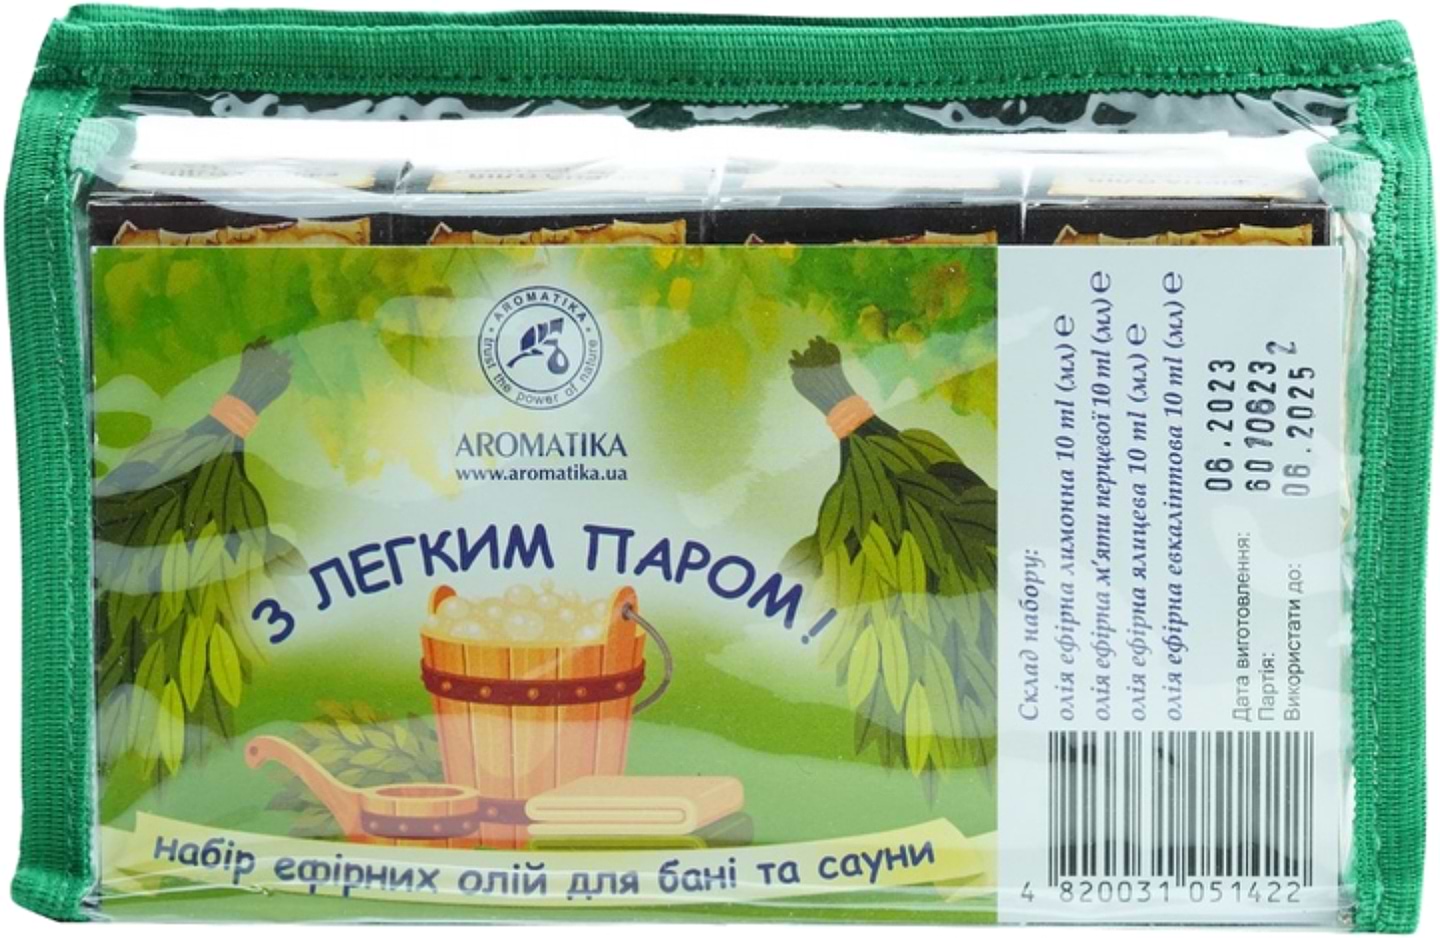 AROMATIKA
trust the power of nature
AROMATIKA
www.aromatika.ua
З ЛЕГКИМ ПАРОМ!
набір ефірних олій для бані та сауни
Склад набору:
олія ефірна лимонна 10 ml (мл) ℮
олія ефірна м'яти перцевої 10 ml (мл) ℮
олія ефірна ялицева 10 ml (мл) ℮
олія ефірна евкаліптова 10 ml (мл) ℮
Дата виготовлення: 06.2023
Партія: 6010623
Використати до: 06.2025 2
4 820031 051422